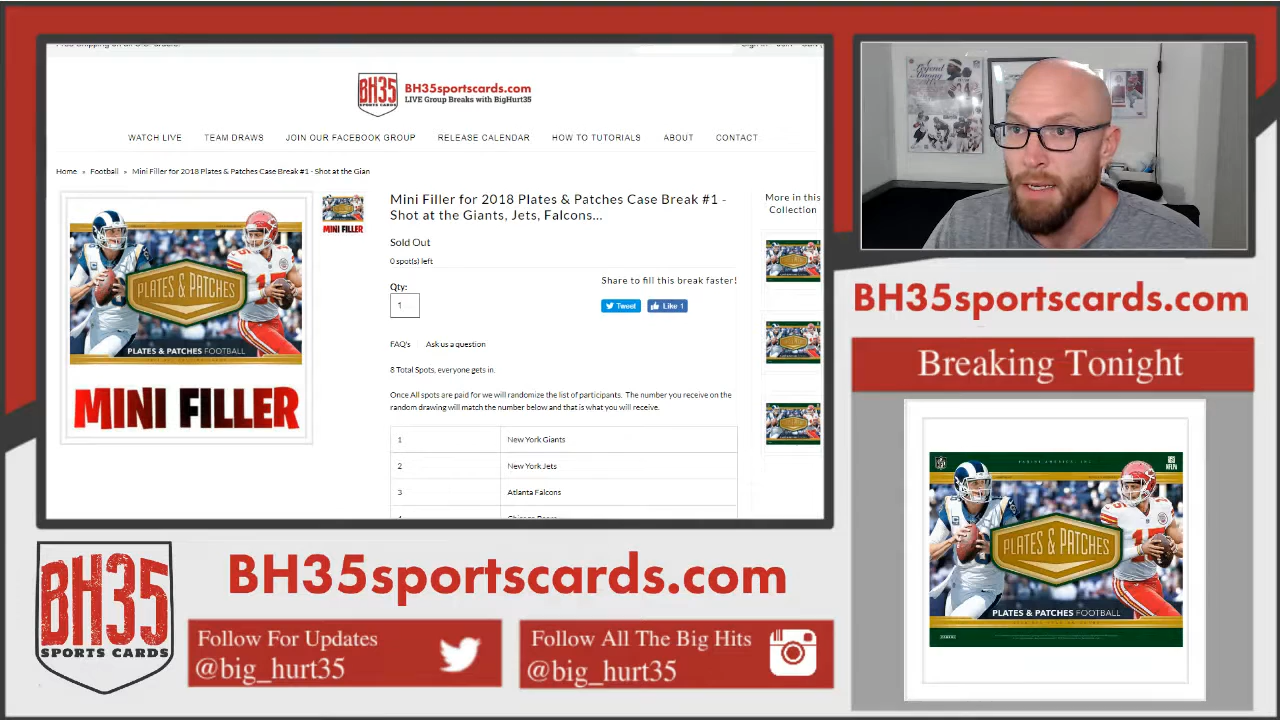 BH35
SPORTS CARDS
BH35sportscards.com
LIVE Group Breaks with BigHurt35
WATCH LIVE
TEAM DRAWS
JOIN OUR FACEBOOK GROUP
RELEASE CALENDAR
HOW TO TUTORIALS
ABOUT
CONTACT
Home » Football » Mini Filler for 2018 Plates & Patches Case Break #1 - Shot at the Gian
PLATES & PATCHES
PLATES & PATCHES FOOTBALL
MINI FILLER
MINI FILLER
Mini Filler for 2018 Plates & Patches Case Break #1 -
Shot at the Giants, Jets, Falcons...
Sold Out
0 spot(s) left
Qty:
1
Share to fill this break faster!
Tweet
Like 1
FAQ's
Ask us a question
8 Total Spots, everyone gets in.
Once All spots are paid for we will randomize the list of participants. The number you receive on the
random drawing will match the number below and that is what you will receive.
1 New York Giants
2 New York Jets
3 Atlanta Falcons
More in this
Collection
BH35sportscards.com
Breaking Tonight
NFL
NFLPA
PLATES & PATCHES
PLATES & PATCHES FOOTBALL
BH35
SPORTS CARDS
BH35sportscards.com
Follow For Updates
@big_hurt35
Follow All The Big Hits
@big_hurt35